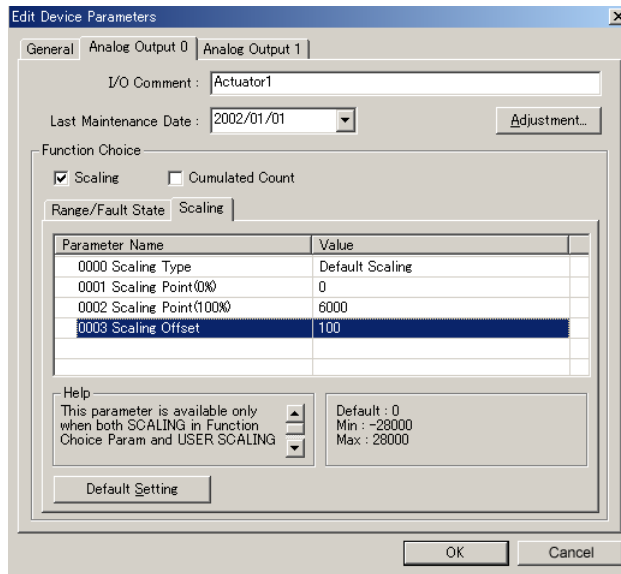 Edit Device Parameters
General Analog Output 0 Analog Output 1
I/O Comment : Actuator1
Last Maintenance Date : 2002/01/01 Adjustment...
Function Choice
Scaling Cumulated Count
Range/Fault State Scaling
Parameter Name Value
0000 Scaling Type Default Scaling
0001 Scaling Point(0%) 0
0002 Scaling Point(100%) 6000
0003 Scaling Offset 100
Help
This parameter is available only
when both SCALING in Function
Choice Param and USER SCALING
Default : 0
Min : -28000
Max : 28000
Default Setting
OK Cancel